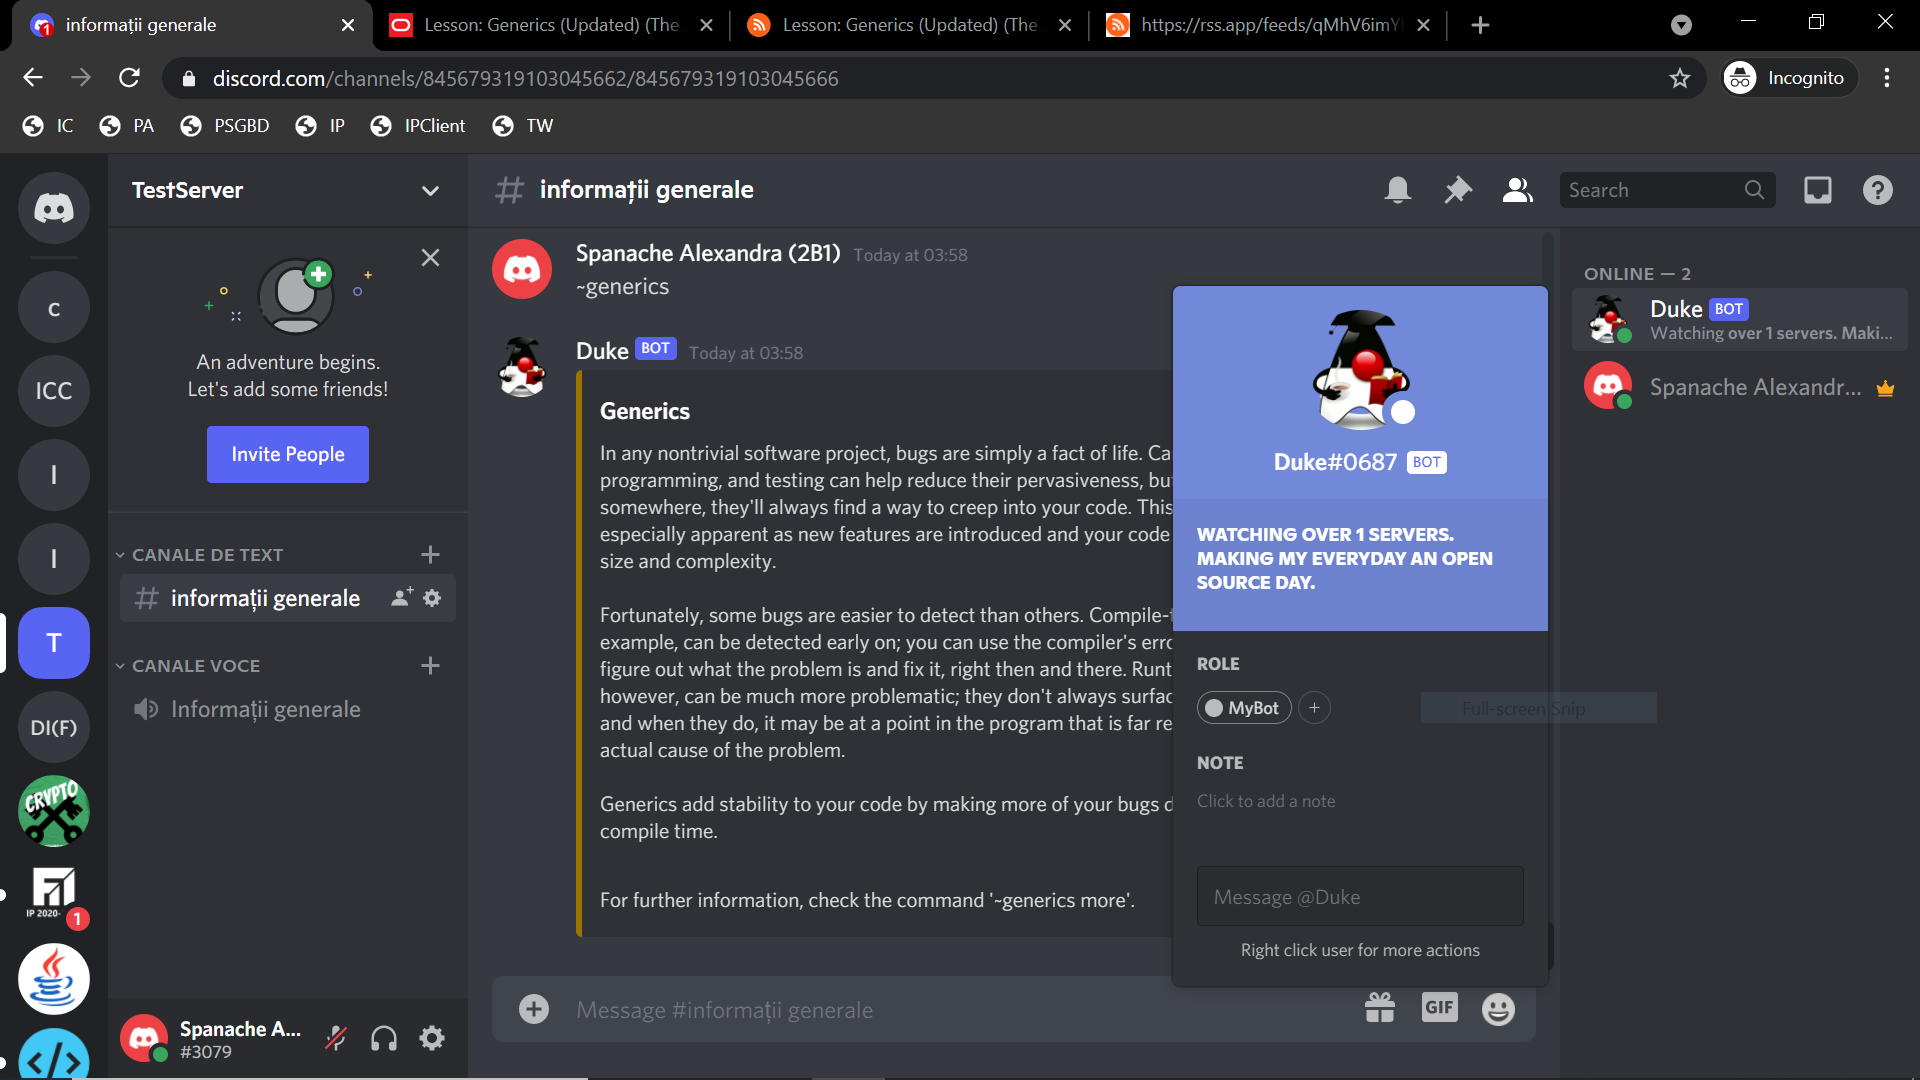 informații generale
Lesson: Generics (Updated) (The
Lesson: Generics (Updated) (The
https://rss.app/feeds/qMhV6imY
discord.com/channels/845679319103045662/845679319103045666
Incognito
IC
PA
PSGBD
IP
IPClient
TW
TestServer
informații generale
Search
c
ICC
I
I
T
DI(F)
CRYPTO
IP 2020-
1
An adventure begins.
Let's add some friends!
Invite People
CANALE DE TEXT
informații generale
CANALE VOCE
Informații generale
Spanache A...
#3079
Spanache Alexandra (2B1) Today at 03:58
~generics
Duke BOT Today at 03:58
Generics
In any nontrivial software project, bugs are simply a fact of life. Ca
programming, and testing can help reduce their pervasiveness, bu
somewhere, they'll always find a way to creep into your code. This
especially apparent as new features are introduced and your code
size and complexity.
Fortunately, some bugs are easier to detect than others. Compile-t
example, can be detected early on; you can use the compiler's erro
figure out what the problem is and fix it, right then and there. Runt
however, can be much more problematic; they don't always surfac
and when they do, it may be at a point in the program that is far re
actual cause of the problem.
Generics add stability to your code by making more of your bugs d
compile time.
For further information, check the command '~generics more'.
Message #informații generale
GIF
Duke#0687 BOT
WATCHING OVER 1 SERVERS.
MAKING MY EVERYDAY AN OPEN
SOURCE DAY.
ROLE
MyBot
Full-screen Snip
NOTE
Click to add a note
Message @Duke
Right click user for more actions
ONLINE — 2
Duke BOT
Watching over 1 servers. Maki...
Spanache Alexandr...